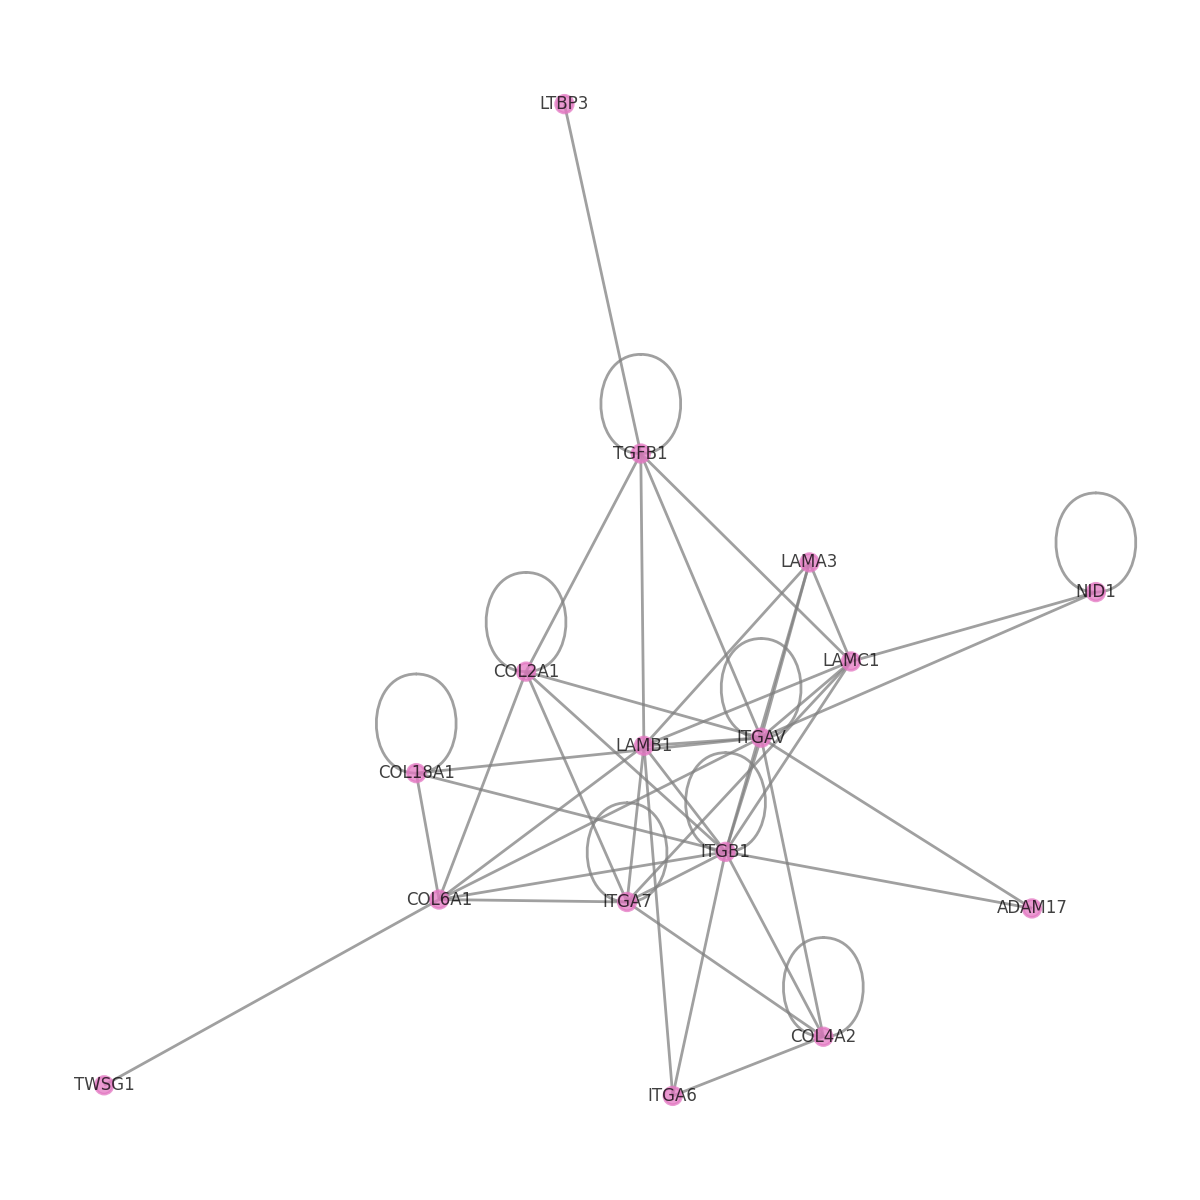 LTBP3
TGFB1
LAMA3
NID1
LAMC1
COL2A1
ITGAV
LAMB1
COL18A1
ITGB1
COL6A1
ITGA7
ADAM17
COL4A2
TWSG1
ITGA6